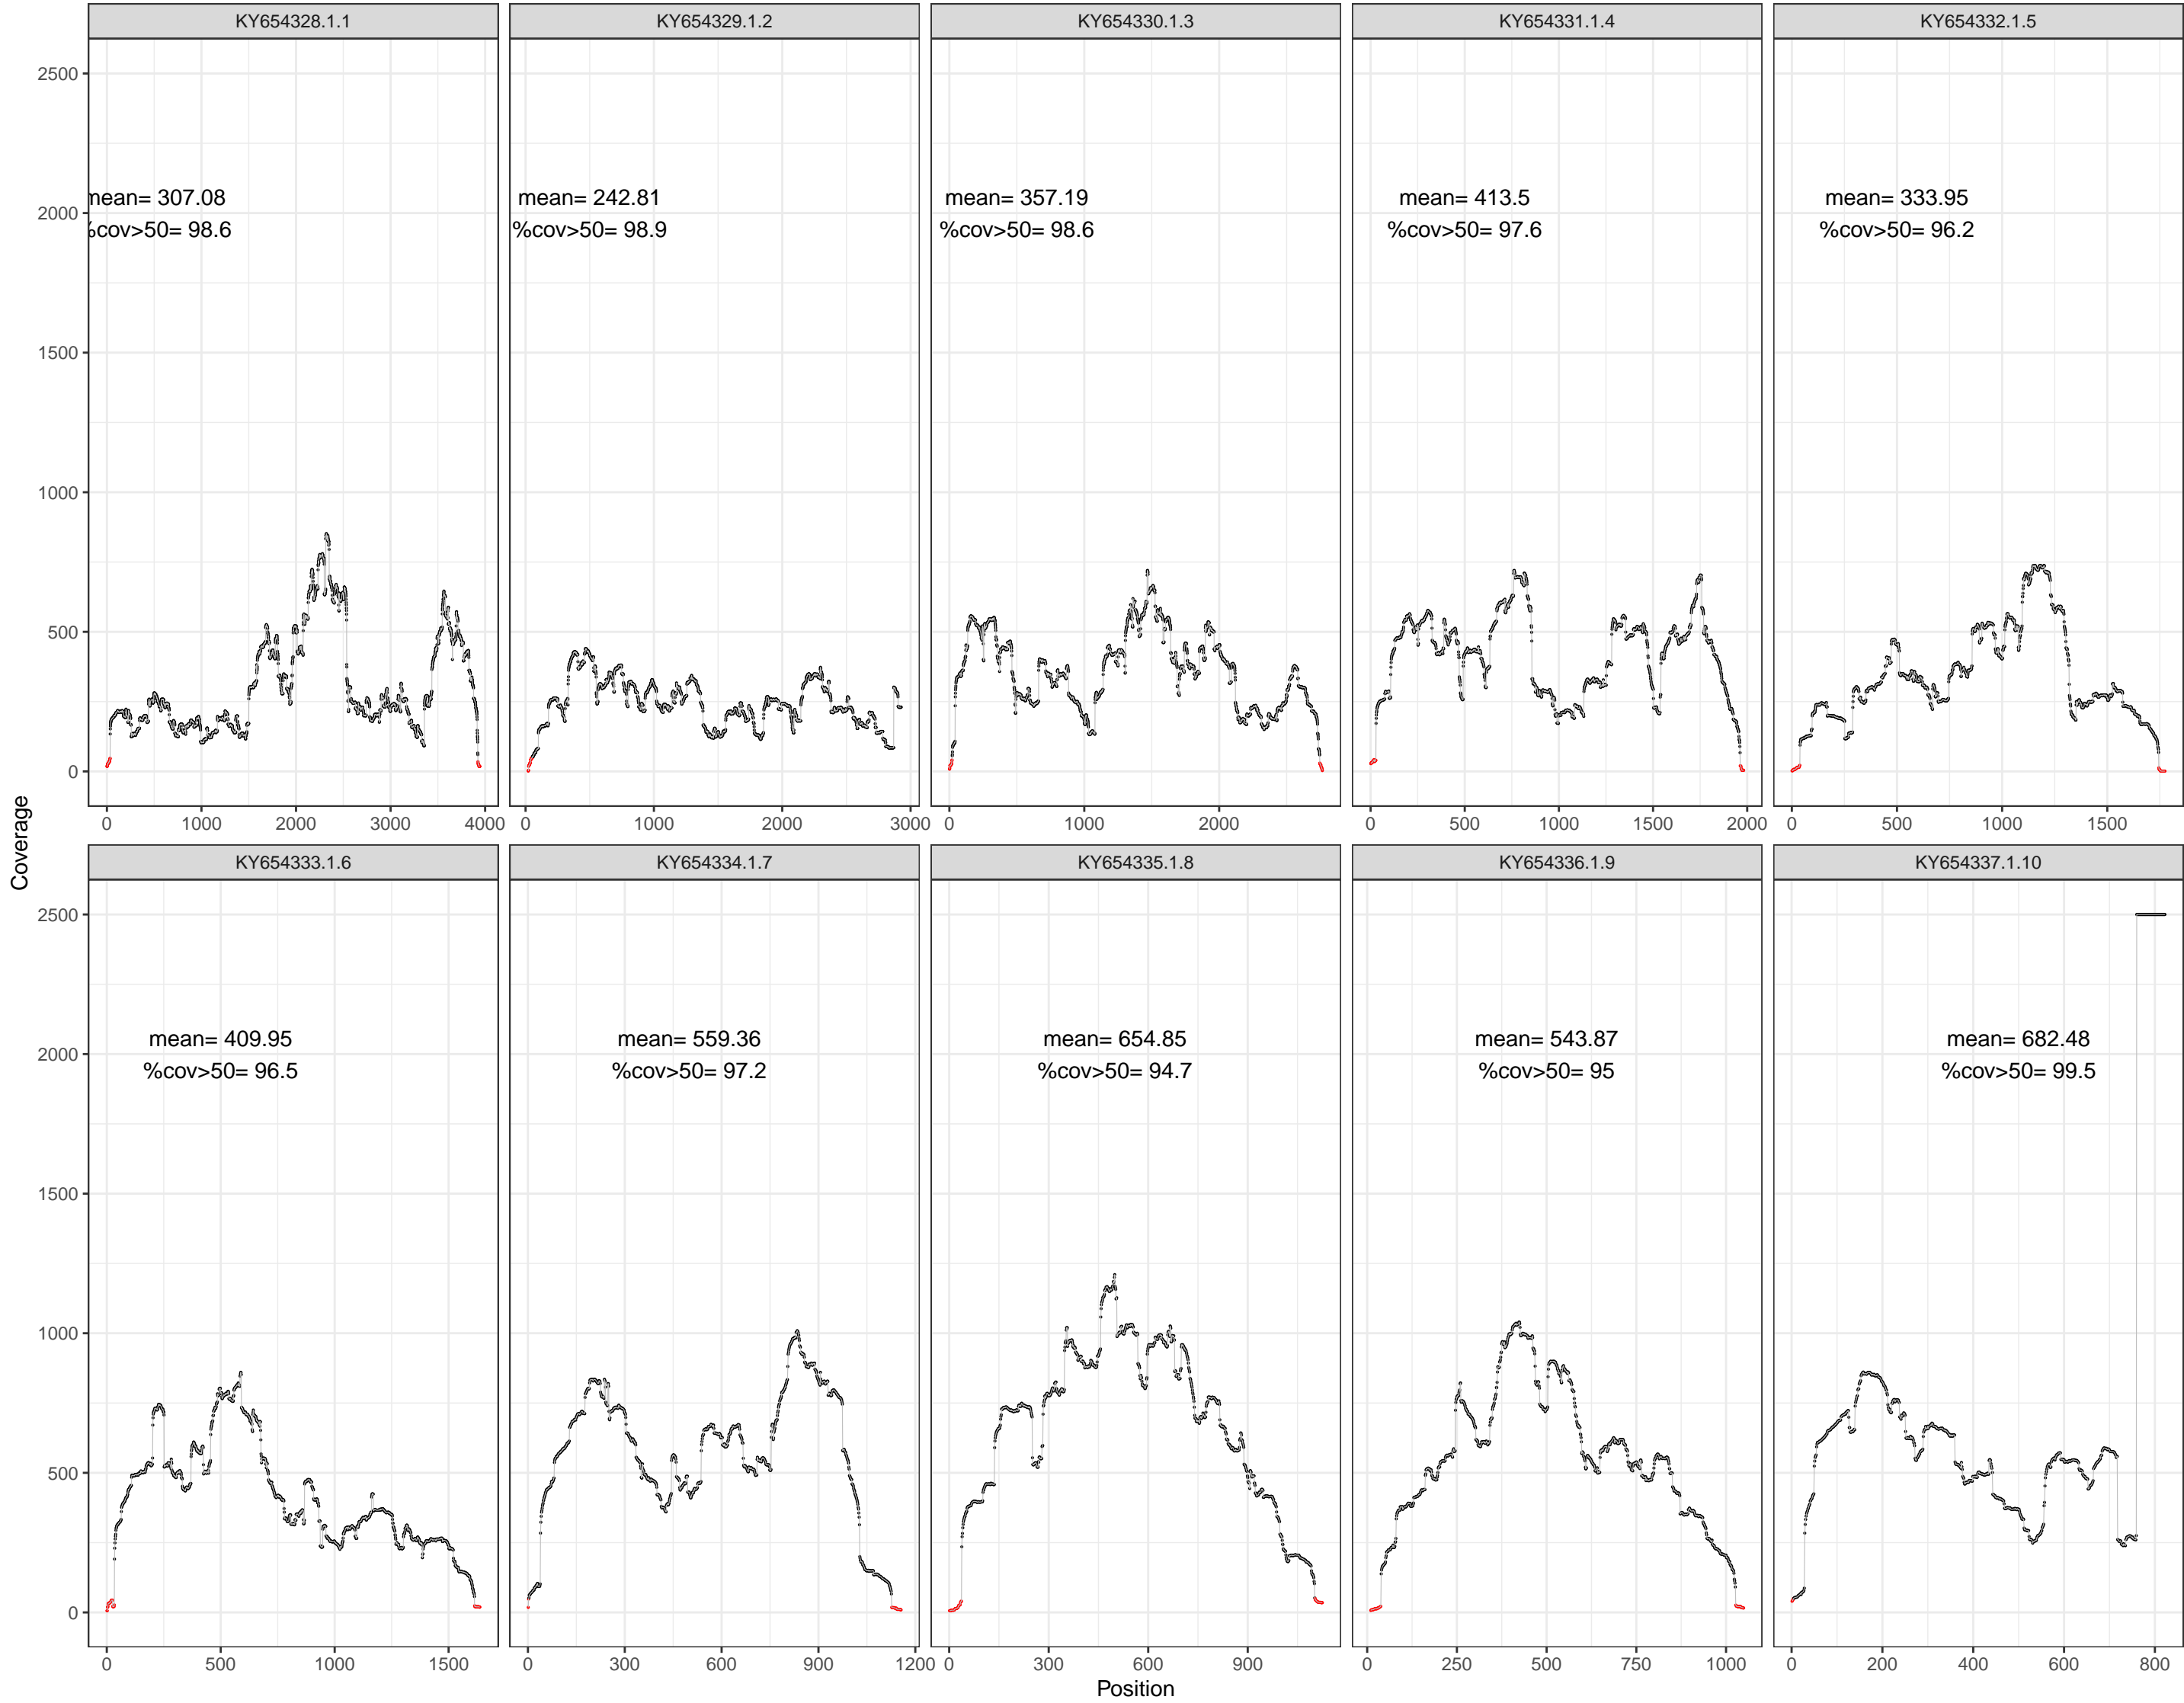 KY654328.1.1 KY654329.1.2 KY654330.1.3 KY654331.1.4 KY654332.1.5
2500
mean= 307.08 mean= 242.81 mean= 357.19 mean= 413.5 mean= 333.95
2000
%cov>50= 98.6 %cov>50= 98.9 %cov>50= 98.6 %cov>50= 97.6 %cov>50= 96.2
1500
1000
500
0
0 1000 2000 3000 4000 0 1000 2000 3000 0 1000 2000 0 500 1000 1500 2000 0 500 1000 1500
Coverage
KY654333.1.6 KY654334.1.7 KY654335.1.8 KY654336.1.9 KY654337.1.10
2500
mean= 409.95 mean= 559.36 mean= 654.85 mean= 543.87 mean= 682.48
2000
%cov>50= 96.5 %cov>50= 97.2 %cov>50= 94.7 %cov>50= 95 %cov>50= 99.5
1500
1000
500
0
0 500 1000 1500 0 300 600 900 1200 0 300 600 900 0 250 500 750 1000 0 200 400 600 800
Position